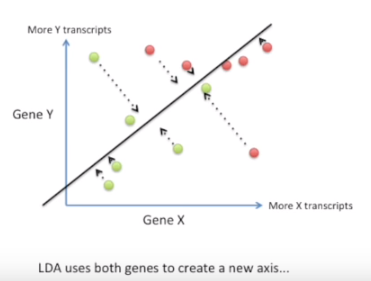 More Y transcripts
Gene Y
More X transcripts
Gene X
LDA uses both genes to create a new axis...